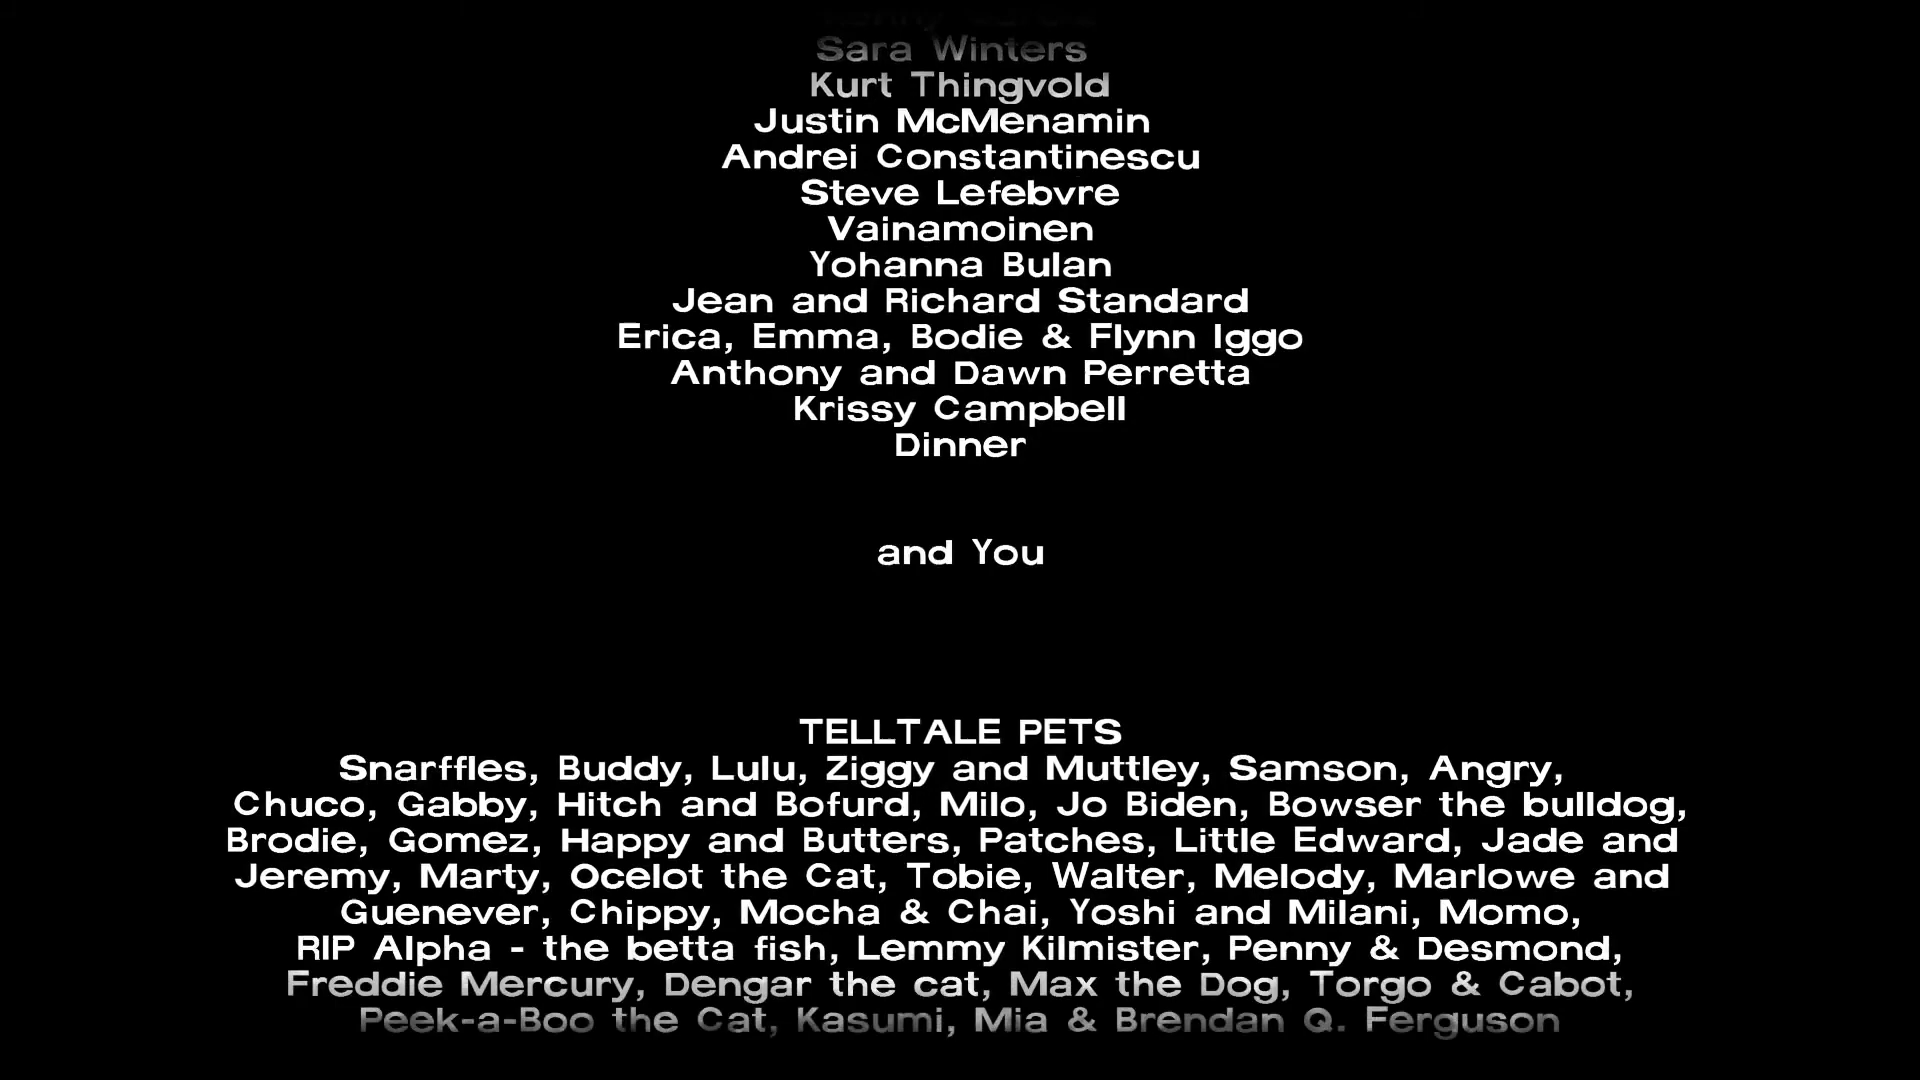 Sara Winters
Kurt Thingvold
Justin McMenamin
Andrei Constantinescu
Steve Lefebvre
Vainamoinen
Yohanna Bulan
Jean and Richard Standard
Erica, Emma, Bodie & Flynn Iggo
Anthony and Dawn Perretta
Krissy Campbell
Dinner
and You
TELLTALE PETS
Snarffles, Buddy, Lulu, Ziggy and Muttley, Samson, Angry,
Chuco, Gabby, Hitch and Bofurd, Milo, Jo Biden, Bowser the bulldog,
Brodie, Gomez, Happy and Butters, Patches, Little Edward, Jade and
Jeremy, Marty, Ocelot the Cat, Tobie, Walter, Melody, Marlowe and
Guenever, Chippy, Mocha & Chai, Yoshi and Milani, Momo,
RIP Alpha - the betta fish, Lemmy Kilmister, Penny & Desmond,
Freddie Mercury, Dengar the cat, Max the Dog, Torgo & Cabot,
Peek-a-Boo the Cat, Kasumi, Mia & Brendan Q. Ferguson